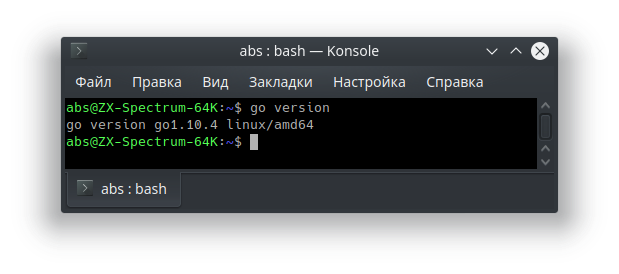 abs : bash — Konsole
Файл Правка Вид Закладки Настройка Справка
abs@ZX-Spectrum-64K:~$ go version
go version go1.10.4 linux/amd64
abs@ZX-Spectrum-64K:~$
abs : bash